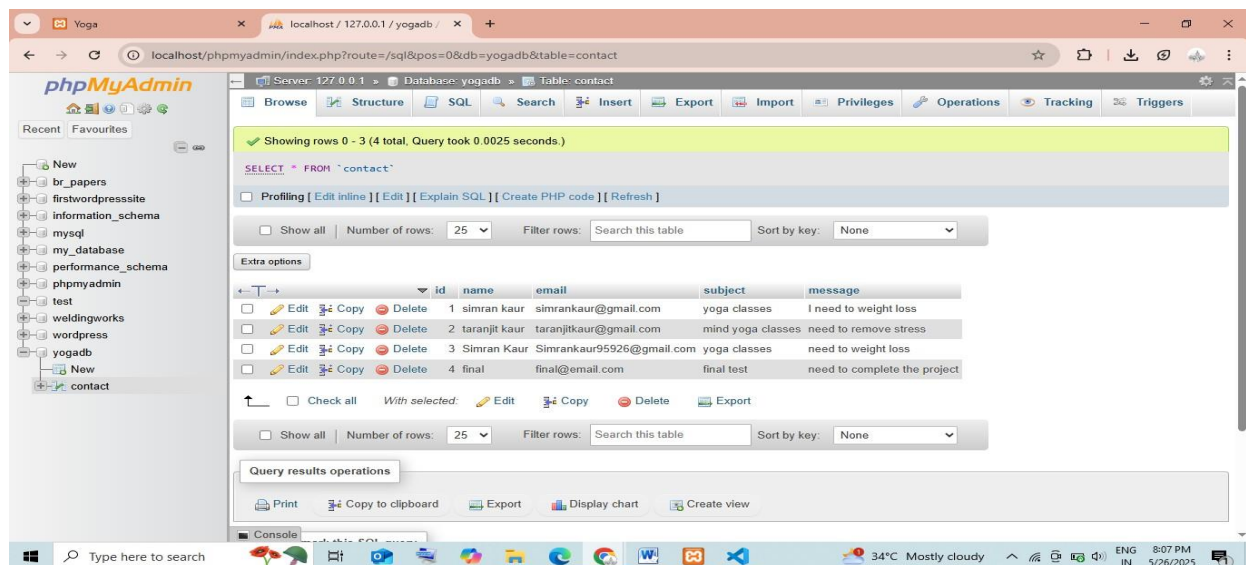 Yoga
localhost / 127.0.0.1 / yogadb /
localhost/phpmyadmin/index.php?route=/sql&pos=0&db=yogadb&table=contact
phpMyAdmin
Recent Favourites
New
br_papers
firstwordpresssite
information_schema
mysql
my_database
performance_schema
phpmyadmin
test
weldingworks
wordpress
yogadb
New
contact
Server: 127.0.0.1 » Database: yogadb » Table: contact
Browse Structure SQL Search Insert Export Import Privileges Operations Tracking Triggers
Showing rows 0 - 3 (4 total, Query took 0.0025 seconds.)
SELECT * FROM `contact`
Profiling [ Edit inline ] [ Edit ] [ Explain SQL ] [ Create PHP code ] [ Refresh ]
Show all | Number of rows: 25 Filter rows: Search this table Sort by key: None
Extra options
id name email subject message
Edit Copy Delete 1 simran kaur simrankaur@gmail.com yoga classes I need to weight loss
Edit Copy Delete 2 taranjit kaur taranjitkaur@gmail.com mind yoga classes need to remove stress
Edit Copy Delete 3 Simran Kaur Simrankaur95926@gmail.com yoga classes need to weight loss
Edit Copy Delete 4 final final@email.com final test need to complete the project
Check all With selected: Edit Copy Delete Export
Show all | Number of rows: 25 Filter rows: Search this table Sort by key: None
Query results operations
Print Copy to clipboard Export Display chart Create view
Console
Type here to search
34°C Mostly cloudy
ENG
IN
8:07 PM
5/26/2025